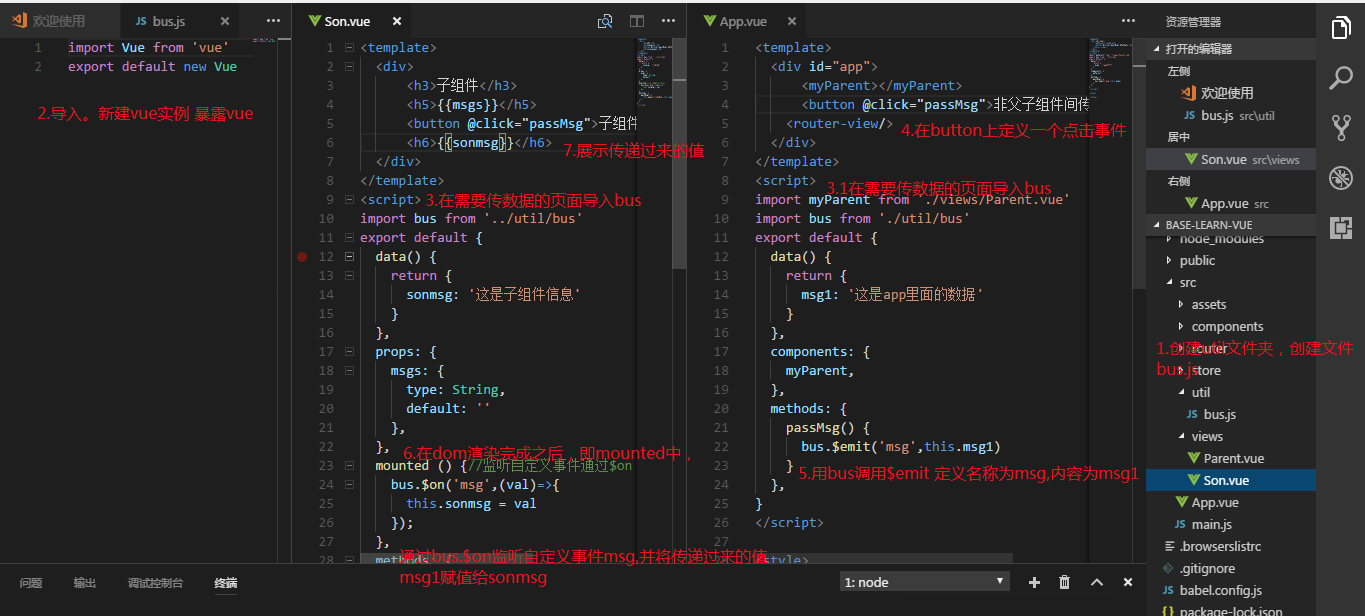 欢迎使用
JS bus.js ×
1 import Vue from 'vue'
2 export default new Vue
2.导入。新建vue实例 暴露vue
Son.vue ×
1 <template>
2 <div>
3 <h3>子组件</h3>
4 <h5>{{msgs}}</h5>
5 <button @click="passMsg">子组件
6 <h6>{{sonmsg}}</h6>
7.展示传递过来的值
7 </div>
8 </template>
9 <script>
3.在需要传数据的页面导入bus
10 import bus from '../util/bus'
11 export default {
12 data() {
13 return {
14 sonmsg: '这是子组件信息'
15 }
16 },
17 props: {
18 msgs: {
19 type: String,
20 default: ''
21 },
22 },
6.在dom渲染完成之后，即mounted中，
23 mounted () {//监听自定义事件通过$on
24 bus.$on('msg',(val)=>{
25 this.sonmsg = val
26 });
27 },
28 methods: {
通过bus.$on监听自定义事件msg,并将传递过来的值
msg1赋值给sonmsg
App.vue ×
1 <template>
2 <div id="app">
3 <myParent></myParent>
4 <button @click="passMsg">非父子组件间传
5 <router-view/>
4.在button上定义一个点击事件
6 </div>
7 </template>
8 <script>
3.1在需要传数据的页面导入bus
9 import myParent from './views/Parent.vue'
10 import bus from './util/bus'
11 export default {
12 data() {
13 return {
14 msg1: '这是app里面的数据'
15 }
16 },
17 components: {
18 myParent,
19 },
20 methods: {
21 passMsg() {
22 bus.$emit('msg',this.msg1)
23 }
5.用bus调用$emit 定义名称为msg,内容为msg1
24 },
25 }
26 </script>
27
28 <style>
资源管理器
打开的编辑器
左侧
欢迎使用
JS bus.js src\util
居中
Son.vue src\views
右侧
App.vue src
BASE-LEARN-VUE
node_modules
public
src
assets
components
router
1.创建util文件夹，创建文件
bus.js
store
util
JS bus.js
views
Parent.vue
Son.vue
App.vue
JS main.js
.browserslistrc
.gitignore
JS babel.config.js
{} package-lock.json
问题 输出 调试控制台 终端
1: node